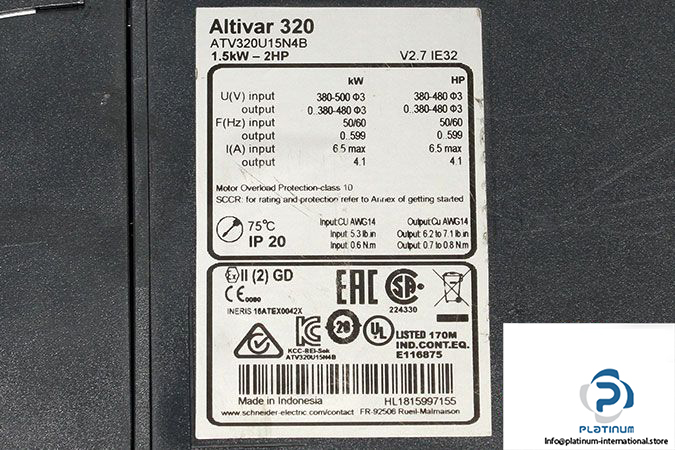 Altivar 320
ATV320U15N4B
1.5kW – 2HP V2.7 IE32
kW HP
U(V) input 380-500 Φ3 380-480 Φ3
output 0..380-480 Φ3 0..380-480 Φ3
F(Hz) input 50/60 50/60
output 0..599 0..599
I(A) input 6.5 max 6.5 max
output 4.1 4.1
Motor Overload Protection-class 10
SCCR: for rating and protection refer to Annex of getting started
75°C Input:CU AWG14 Output:Cu AWG14
IP 20 Input: 5.3 lb.in Output: 6.2 to 7.1 lb.in
Input: 0.6 N.m Output: 0.7 to 0.8 N.m
Ex II (2) GD
CE 0080
EAC
SA
INERIS 16ATEX0042X
224330
KCC-REI-Sek
ATV320U15N4B
UL
LISTED 170M
IND.CONT.EQ.
E116875
Made in Indonesia HL1815997155
www.schneider-electric.com/contact FR-92506 Rueil-Malmaison
PLATINUM
Info@platinum-international.store